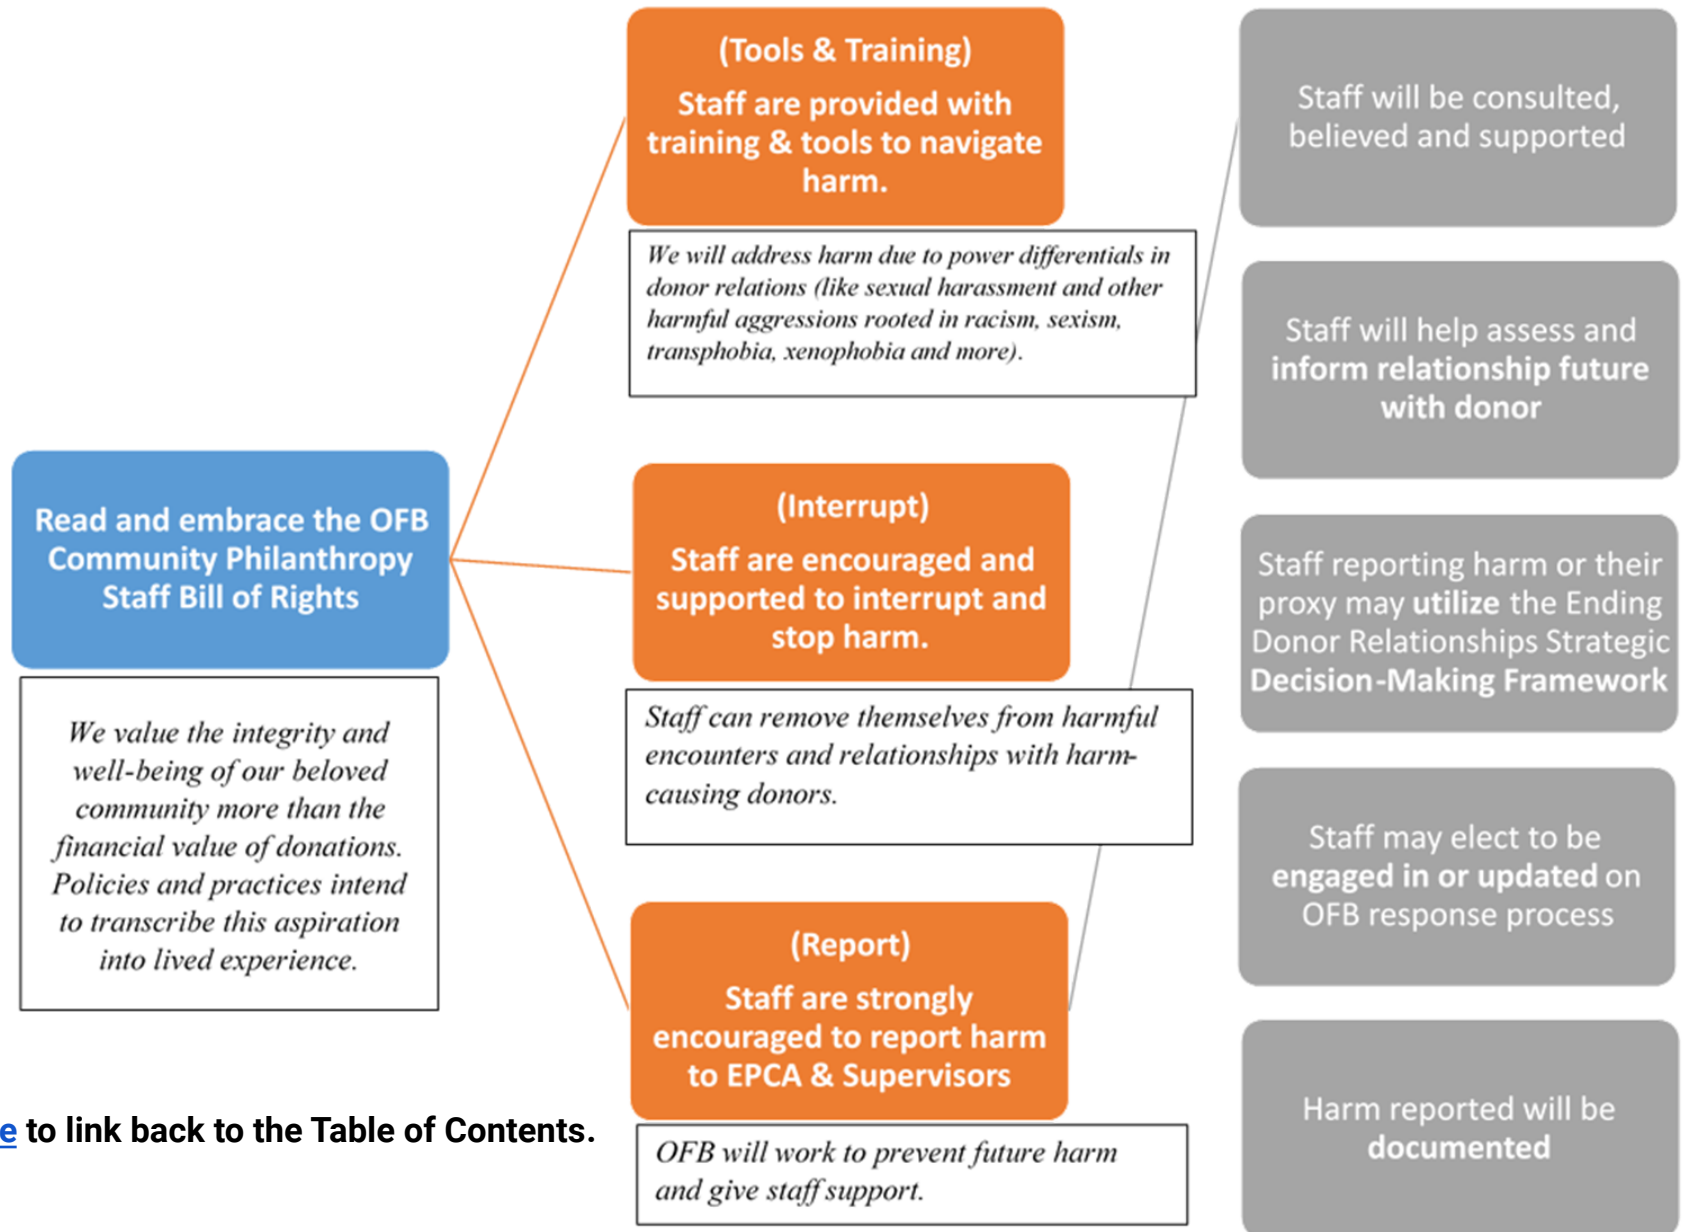 Read and embrace the OFB
Community Philanthropy
Staff Bill of Rights
We value the integrity and
well-being of our beloved
community more than the
financial value of donations.
Policies and practices intend
to transcribe this aspiration
into lived experience.
(Tools & Training)
Staff are provided with
training & tools to navigate
harm.
We will address harm due to power differentials in
donor relations (like sexual harassment and other
harmful aggressions rooted in racism, sexism,
transphobia, xenophobia and more).
(Interrupt)
Staff are encouraged and
supported to interrupt and
stop harm.
Staff can remove themselves from harmful
encounters and relationships with harm-
causing donors.
(Report)
Staff are strongly
encouraged to report harm
to EPCA & Supervisors
OFB will work to prevent future harm
and give staff support.
Staff will be consulted,
believed and supported
Staff will help assess and
inform relationship future
with donor
Staff reporting harm or their
proxy may utilize the Ending
Donor Relationships Strategic
Decision-Making Framework
Staff may elect to be
engaged in or updated on
OFB response process
Harm reported will be
documented
e to link back to the Table of Contents.